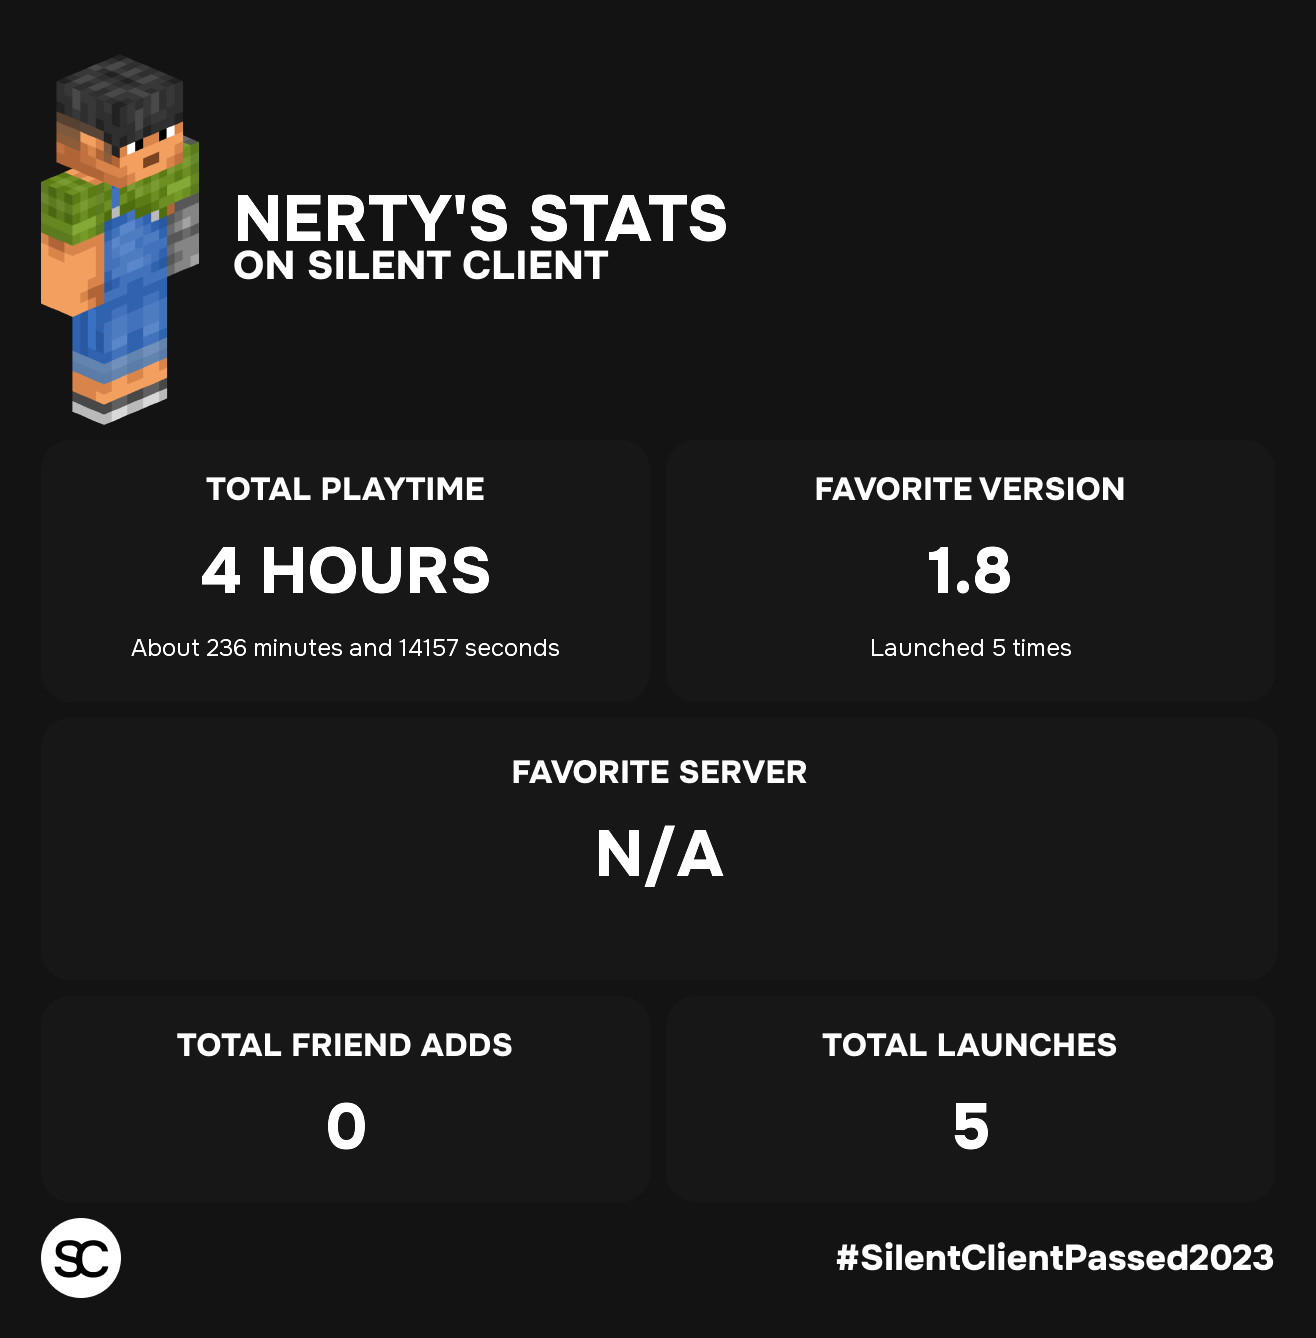 NERTY'S STATS
ON SILENT CLIENT
TOTAL PLAYTIME
4 HOURS
About 236 minutes and 14157 seconds
FAVORITE VERSION
1.8
Launched 5 times
FAVORITE SERVER
N/A
TOTAL FRIEND ADDS
0
TOTAL LAUNCHES
5
SC
#SilentClientPassed2023